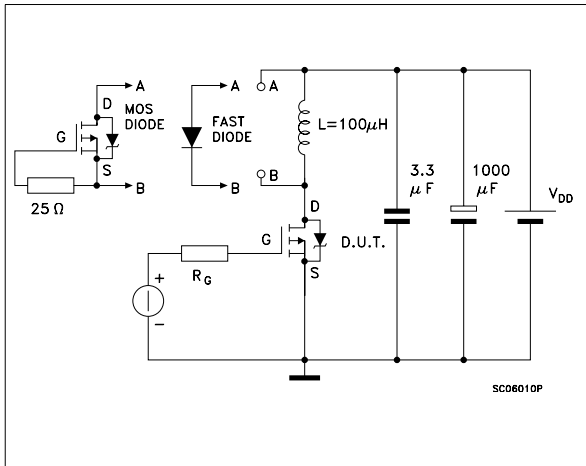 A
D
MOS
DIODE
G
S
B
25 Ω
A
FAST
DIODE
B
A
L=100μH
B
D
G
D.U.T.
S
R_G
+
−
3.3
μF
1000
μF
V_DD
SC06010P